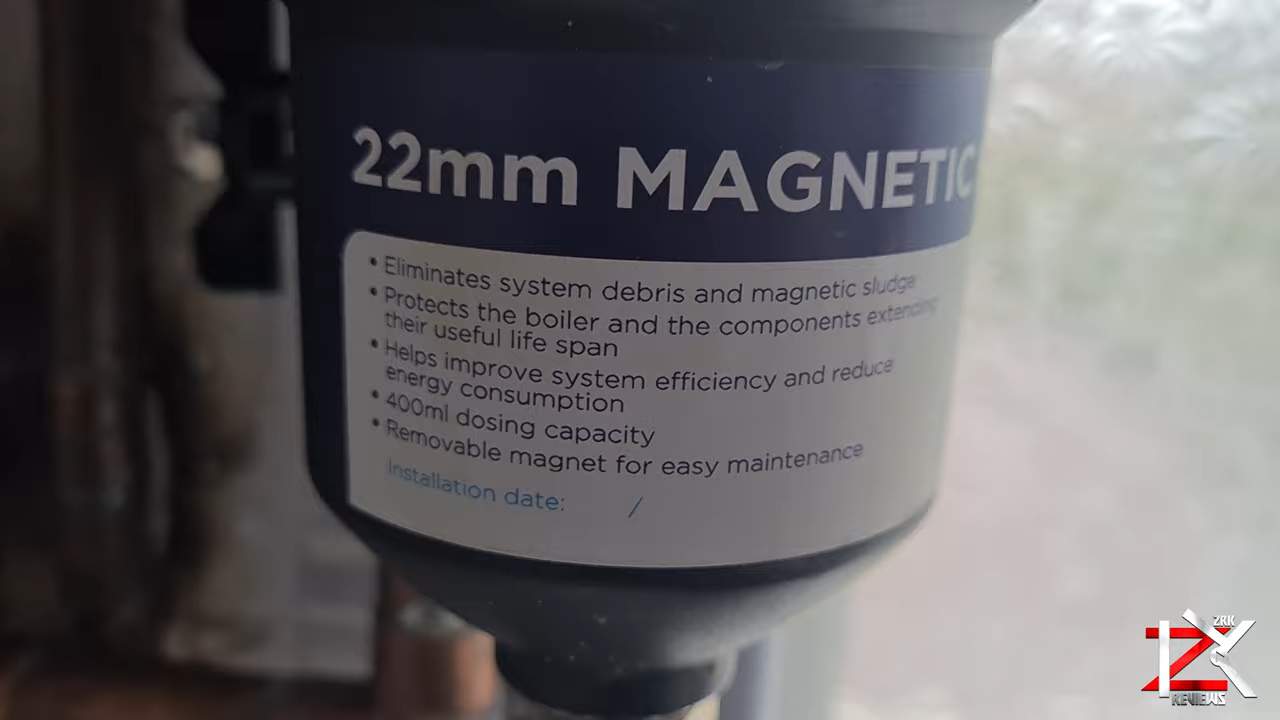 22mm MAGNETIC
• Eliminates system debris and magnetic sludge
• Protects the boiler and the components extending
their useful life span
• Helps improve system efficiency and reduce
energy consumption
• 400ml dosing capacity
• Removable magnet for easy maintenance
Installation date: /
ZRK
REVIEWS